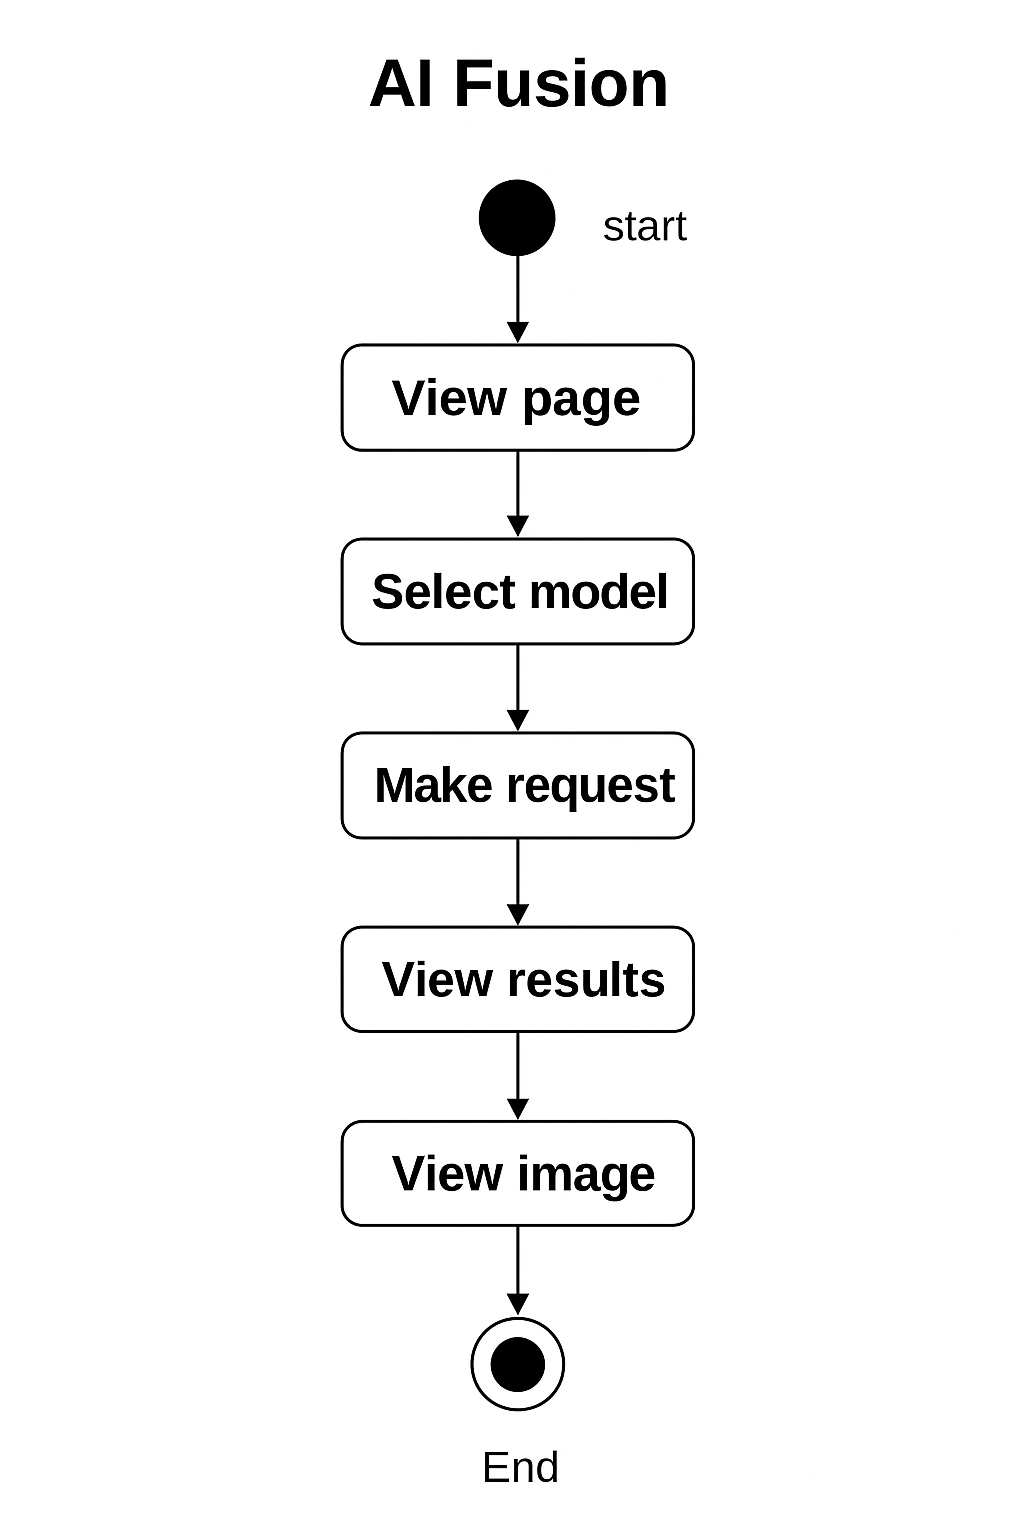 AI Fusion
start
View page
Select model
Make request
View results
View image
End